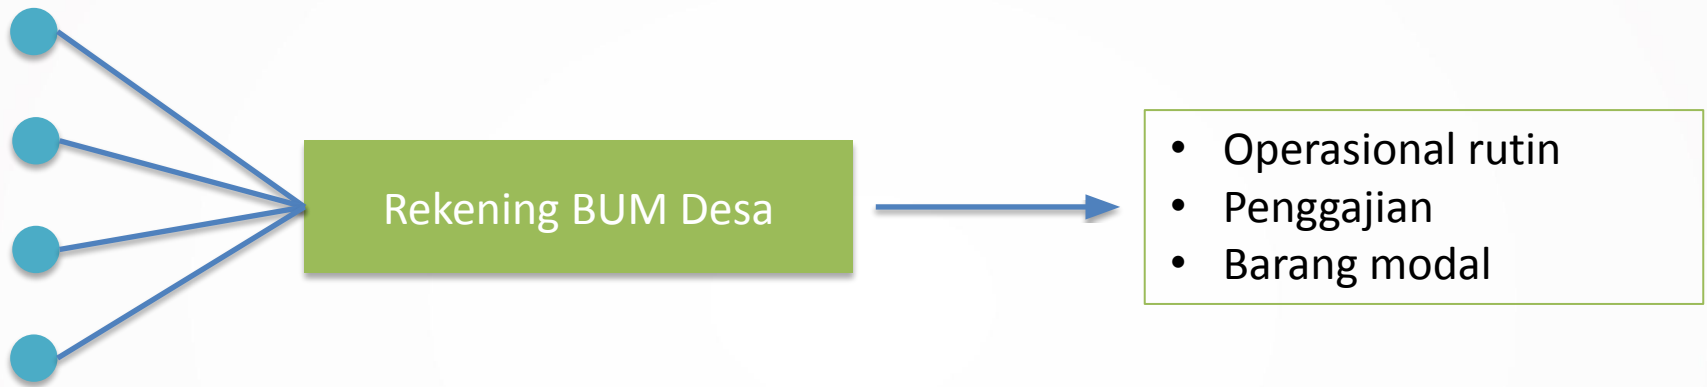 Rekening BUM Desa
• Operasional rutin
• Penggajian
• Barang modal